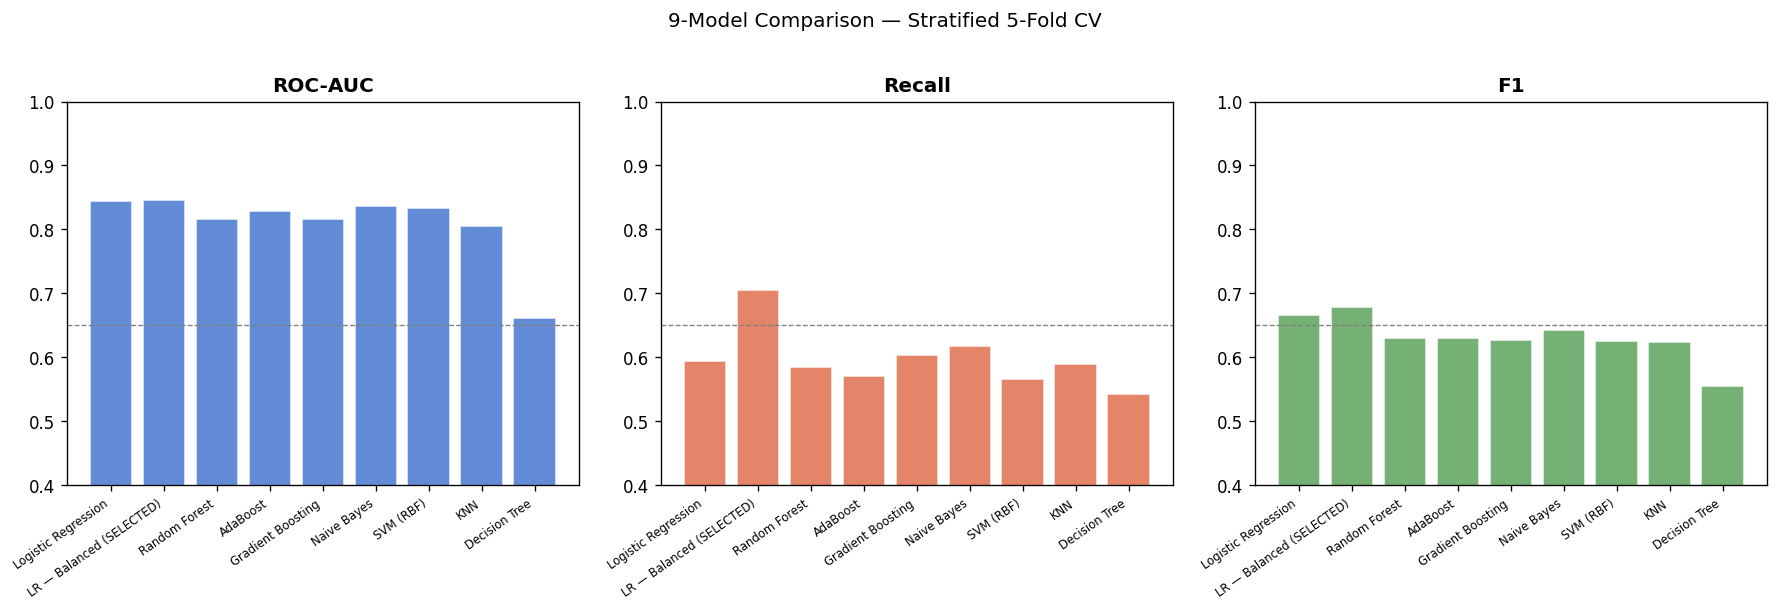 9-Model Comparison — Stratified 5-Fold CV
ROC-AUC
1.0
0.9
0.8
0.7
0.6
0.5
0.4
Logistic Regression
LR — Balanced (SELECTED)
Random Forest
AdaBoost
Gradient Boosting
Naive Bayes
SVM (RBF)
KNN
Decision Tree
Recall
1.0
0.9
0.8
0.7
0.6
0.5
0.4
Logistic Regression
LR — Balanced (SELECTED)
Random Forest
AdaBoost
Gradient Boosting
Naive Bayes
SVM (RBF)
KNN
Decision Tree
F1
1.0
0.9
0.8
0.7
0.6
0.5
0.4
Logistic Regression
LR — Balanced (SELECTED)
Random Forest
AdaBoost
Gradient Boosting
Naive Bayes
SVM (RBF)
KNN
Decision Tree